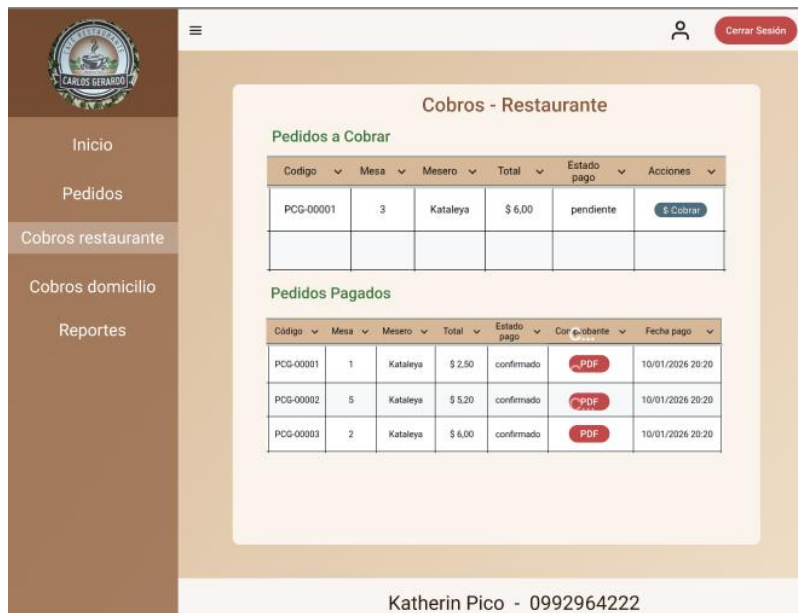 CAFE RESTAURANTE
CARLOS GERARDO
Cerrar Sesión
Inicio
Pedidos
Cobros restaurante
Cobros domicilio
Reportes
Cobros - Restaurante
Pedidos a Cobrar
Codigo Mesa Mesero Total Estado pago Acciones
PCG-00001 3 Kataleya $ 6,00 pendiente $ Cobrar
Pedidos Pagados
Código Mesa Mesero Total Estado pago Comprobante Fecha pago
PCG-00001 1 Kataleya $ 2,50 confirmado PDF 10/01/2026 20:20
PCG-00002 5 Kataleya $ 5,20 confirmado PDF 10/01/2026 20:20
PCG-00003 2 Kataleya $ 6,00 confirmado PDF 10/01/2026 20:20
Katherin Pico - 0992964222